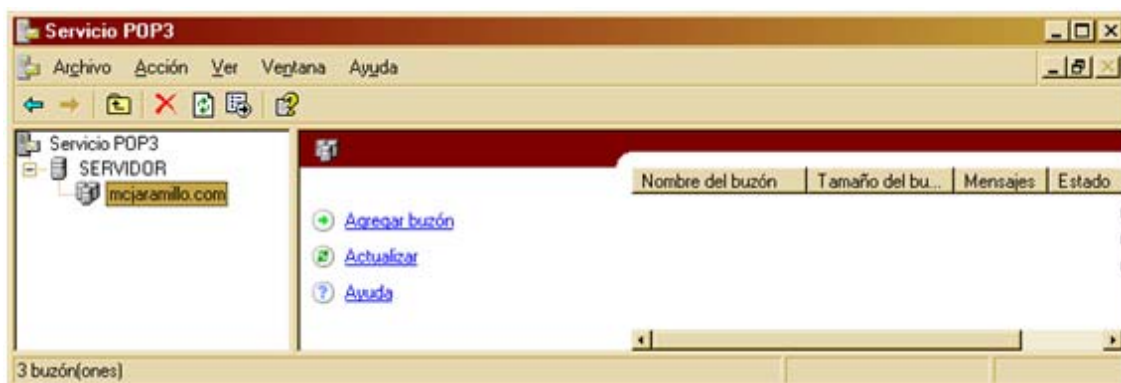 Servicio POP3
Archivo Acción Ver Ventana Ayuda
Servicio POP3
SERVIDOR
mcjaramillo.com
Nombre del buzón Tamaño del bu... Mensajes Estado
Agregar buzón
Actualizar
Ayuda
3 buzón(ones)